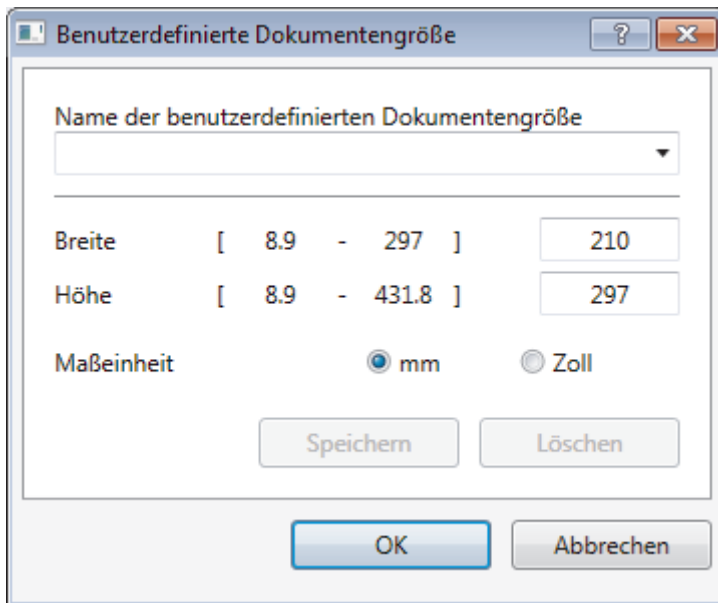 Benutzerdefinierte Dokumentengröße ?
Name der benutzerdefinierten Dokumentengröße
Breite [ 8.9 - 297 ] 210
Höhe [ 8.9 - 431.8 ] 297
Maßeinheit mm Zoll
Speichern Löschen
OK Abbrechen